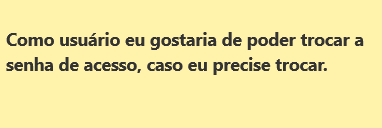 Como usuário eu gostaria de poder trocar a
senha de acesso, caso eu precise trocar.